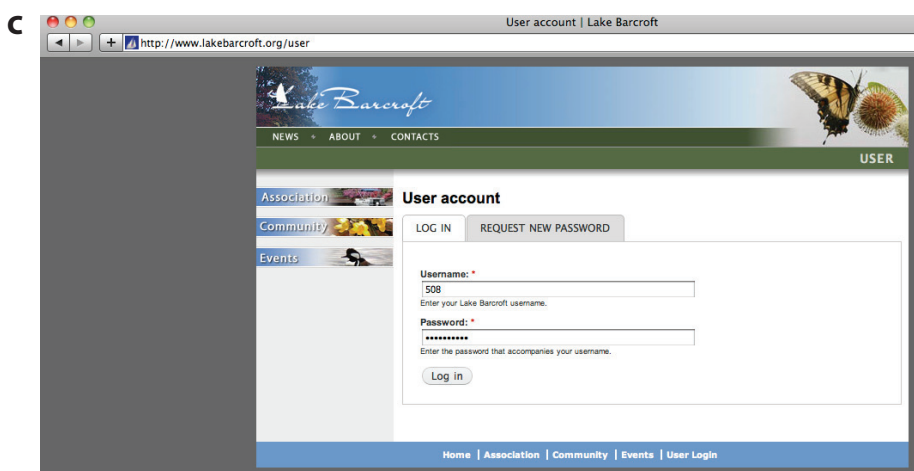 C
User account | Lake Barcroft
http://www.lakebarcroft.org/user
Lake Barcroft
NEWS ABOUT CONTACTS
USER
Association
Community
Events
User account
LOG IN REQUEST NEW PASSWORD
Username: *
508
Enter your Lake Barcroft username.
Password: *
••••••••••
Enter the password that accompanies your username.
Log in
Home | Association | Community | Events | User Login